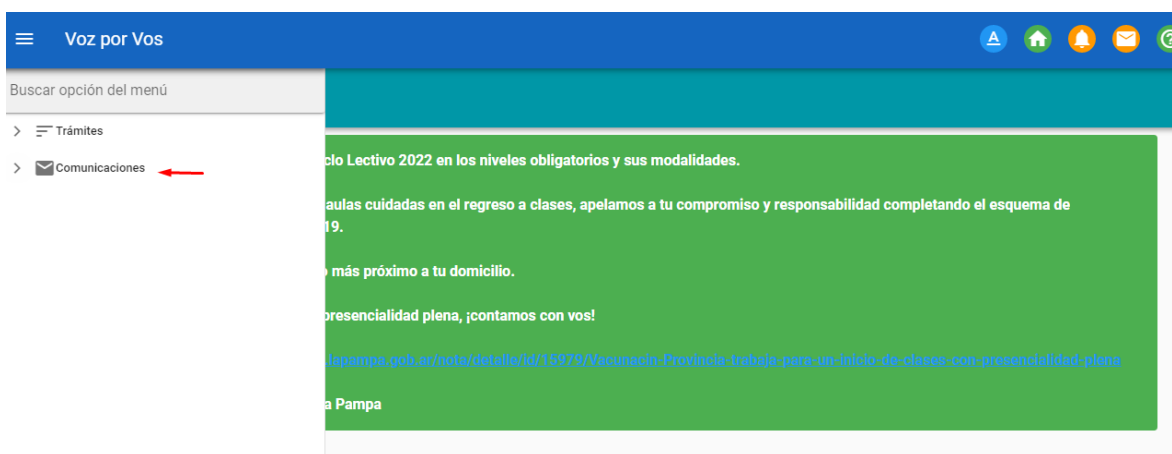 Voz por Vos
A
Buscar opción del menú
Trámites
Comunicaciones
clo Lectivo 2022 en los niveles obligatorios y sus modalidades.
aulas cuidadas en el regreso a clases, apelamos a tu compromiso y responsabilidad completando el esquema de
19.
más próximo a tu domicilio.
presencialidad plena, ¡contamos con vos!
.lapampa.gob.ar/nota/detalle/id/15979/Vacunacin-Provincia-trabaja-para-un-inicio-de-clases-con-presencialidad-plena
a Pampa